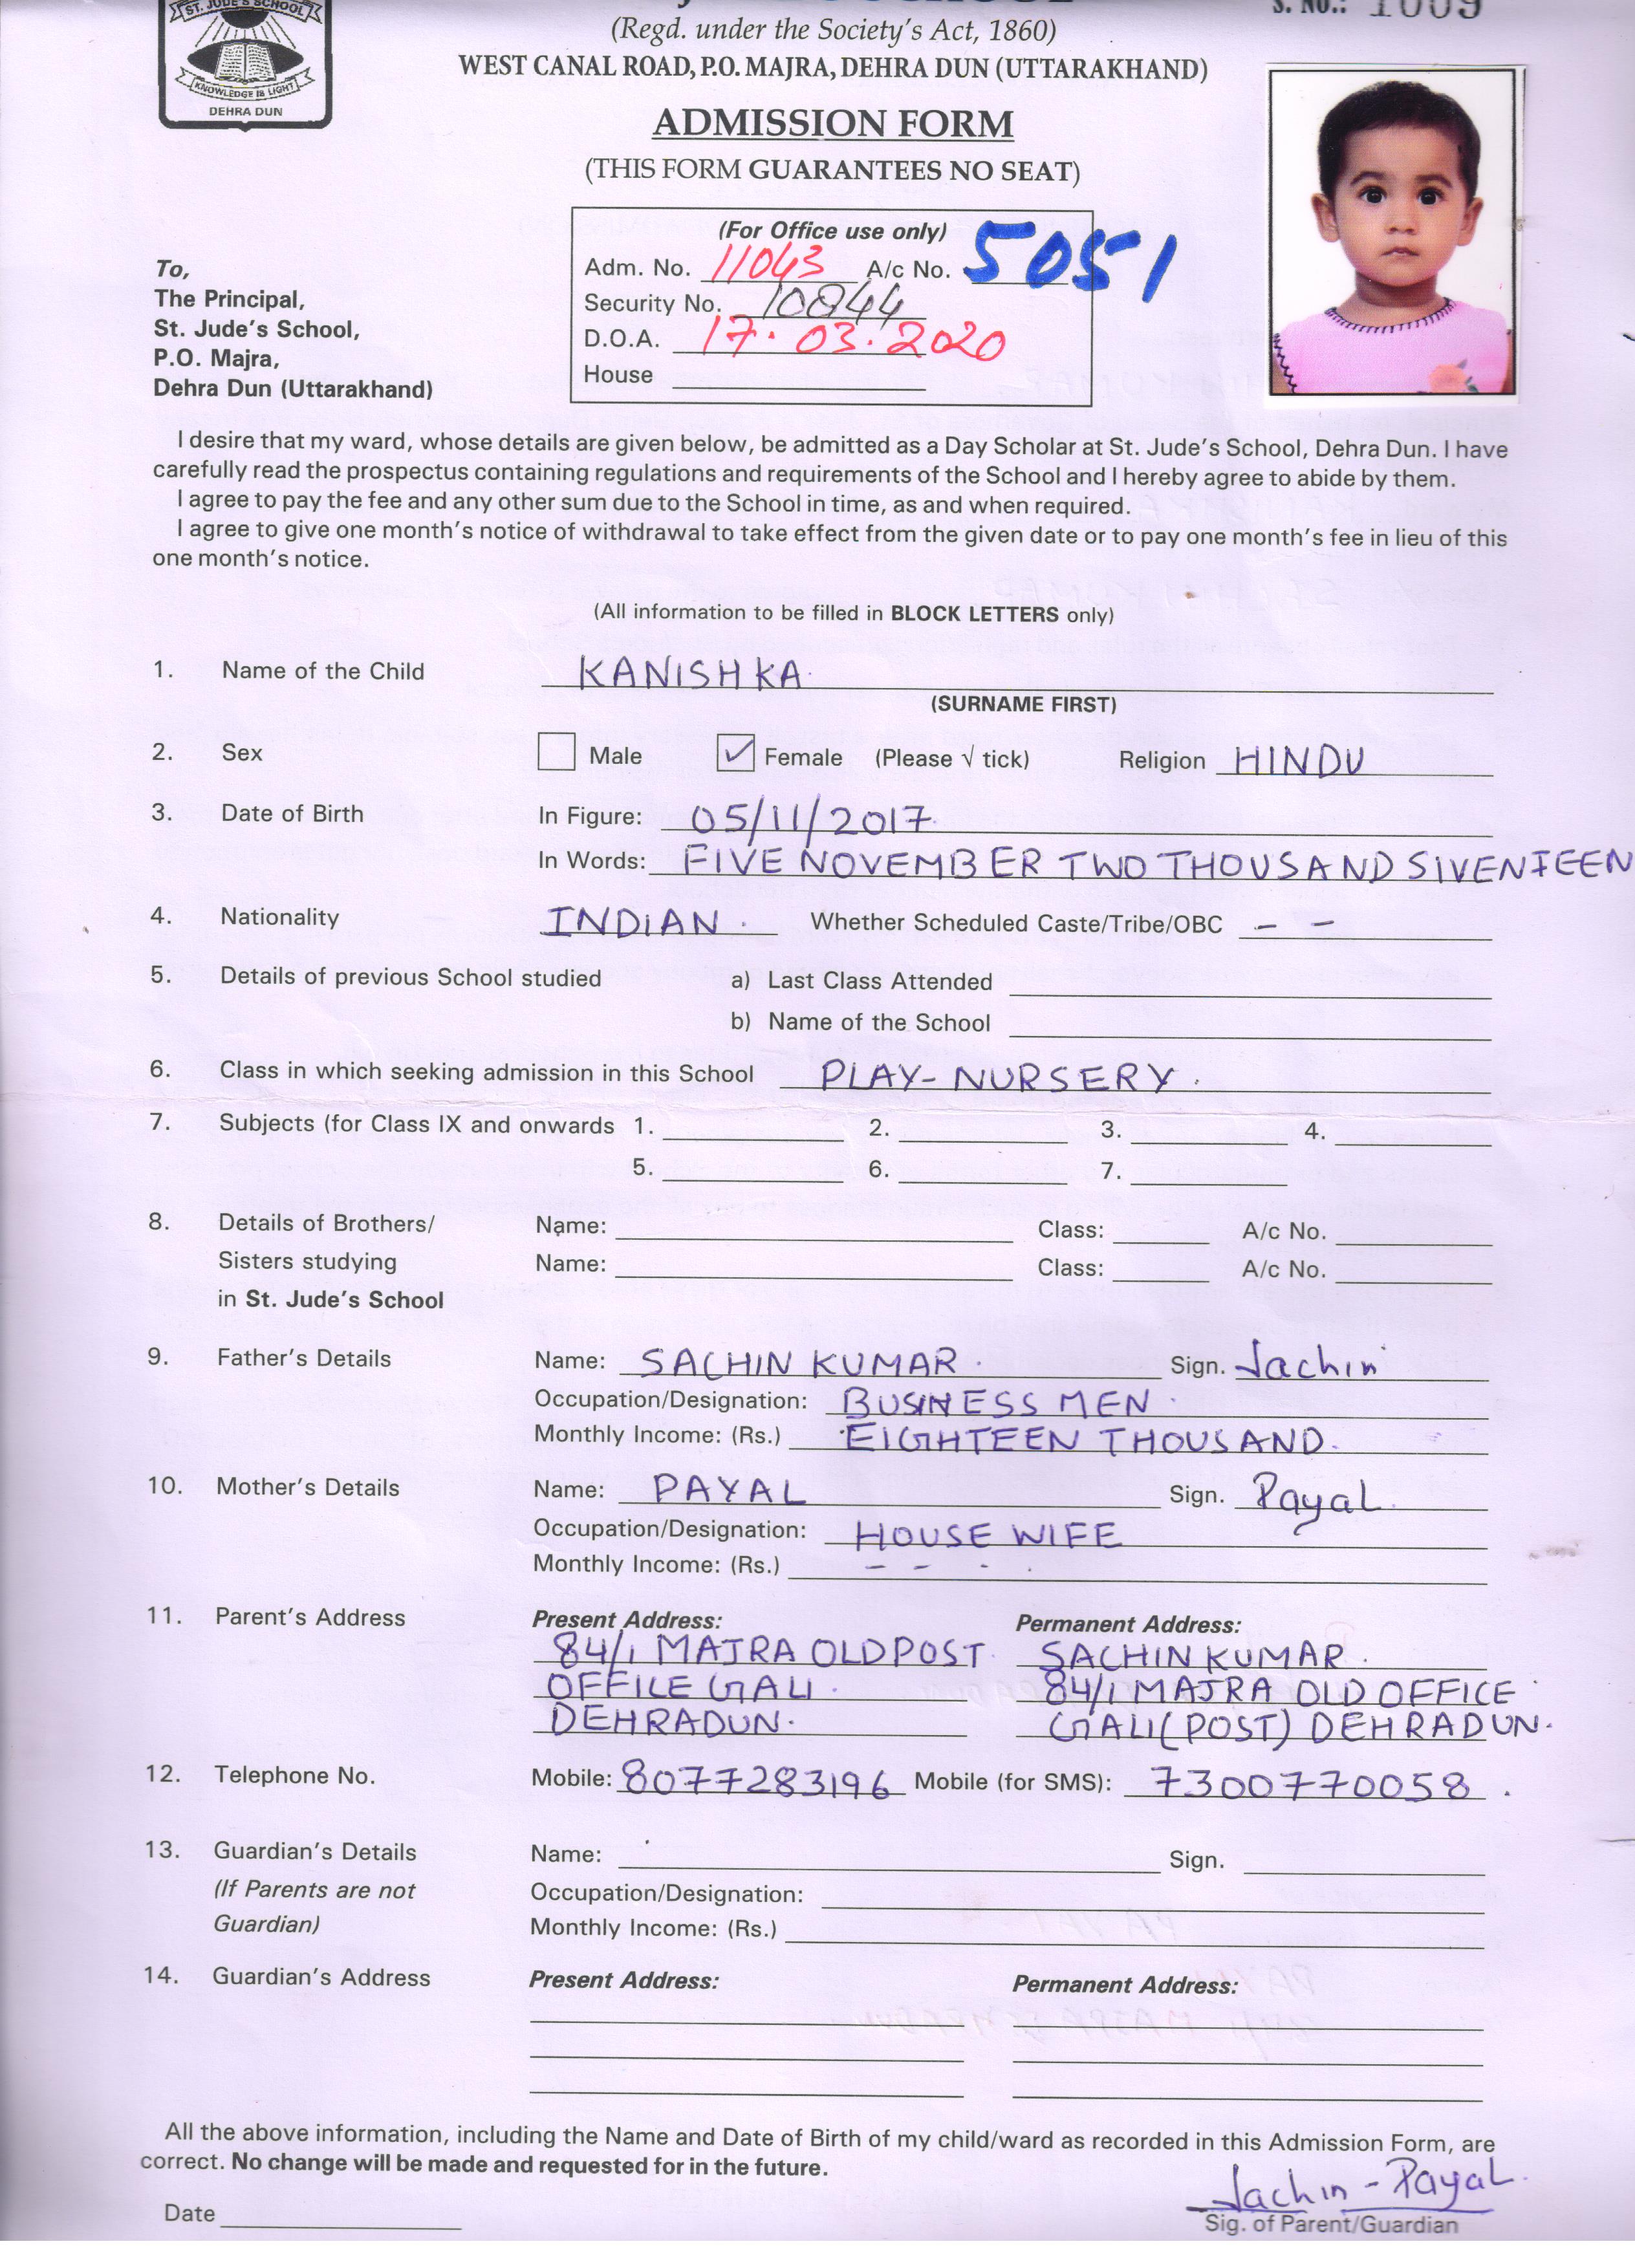 ST. JUDE'S SCHOOL
KNOWLEDGE IS LIGHT
DEHRA DUN
S. NO.: 1009
(Regd. under the Society's Act, 1860)
WEST CANAL ROAD, P.O. MAJRA, DEHRA DUN (UTTARAKHAND)
ADMISSION FORM
(THIS FORM GUARANTEES NO SEAT)
(For Office use only)
Adm. No. 11043 A/c No. 5051
Security No. 10844
D.O.A. 17.03.2020
House
To,
The Principal,
St. Jude's School,
P.O. Majra,
Dehra Dun (Uttarakhand)
I desire that my ward, whose details are given below, be admitted as a Day Scholar at St. Jude's School, Dehra Dun. I have
carefully read the prospectus containing regulations and requirements of the School and I hereby agree to abide by them.
I agree to pay the fee and any other sum due to the School in time, as and when required.
I agree to give one month's notice of withdrawal to take effect from the given date or to pay one month's fee in lieu of this
one month's notice.
(All information to be filled in BLOCK LETTERS only)
1. Name of the Child KANISHKA.
(SURNAME FIRST)
2. Sex Male ✓ Female (Please √ tick) Religion HINDU
3. Date of Birth In Figure: 05/11/2017.
In Words: FIVE NOVEMBER TWO THOUSAND SIVENTEEN
4. Nationality INDIAN. Whether Scheduled Caste/Tribe/OBC - -
5. Details of previous School studied a) Last Class Attended
b) Name of the School
6. Class in which seeking admission in this School PLAY-NURSERY.
7. Subjects (for Class IX and onwards 1. 2. 3. 4.
5. 6. 7.
8. Details of Brothers/ Name: Class: A/c No.
Sisters studying Name: Class: A/c No.
in St. Jude's School
9. Father's Details Name: SACHIN KUMAR. Sign. Sachin
Occupation/Designation: BUSINESS MEN.
Monthly Income: (Rs.) EIGHTEEN THOUSAND.
10. Mother's Details Name: PAYAL Sign. Payal.
Occupation/Designation: HOUSE WIFE
Monthly Income: (Rs.) - - - .
11. Parent's Address Present Address: Permanent Address:
84/1 MAJRA OLD POST SACHIN KUMAR.
OFFILE GALI. 84/1 MAJRA OLD OFFICE
DEHRADUN. GALI(POST) DEHRADUN.
12. Telephone No. Mobile: 8077283196 Mobile (for SMS): 7300770058.
13. Guardian's Details Name: Sign.
(If Parents are not Occupation/Designation:
Guardian) Monthly Income: (Rs.)
14. Guardian's Address Present Address: Permanent Address:
All the above information, including the Name and Date of Birth of my child/ward as recorded in this Admission Form, are
correct. No change will be made and requested for in the future.
Sachin - Payal.
Date Sig. of Parent/Guardian